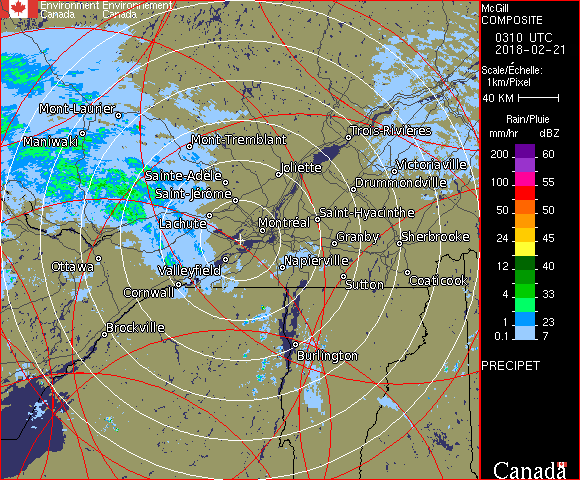 Environment Environnement
Canada Canada
McGill
COMPOSITE
0310 UTC
2018-02-21
Scale/Échelle:
1km/Pixel
40 KM
Rain/Pluie
mm/hr dBZ
200 60
100 55
50 50
24 45
12 40
4 33
1 23
0.1 7
PRECIPET
Canada
Mont-Laurier
Maniwaki
Mont-Tremblant
Trois-Rivières
Sainte-Adèle
Joliette
Victoriaville
Saint-Jérôme
Drummondville
Lachute
Montréal
Saint-Hyacinthe
Granby
Sherbrooke
Ottawa
Valleyfield
Napierville
Cornwall
Sutton
Coaticook
Brockville
Burlington